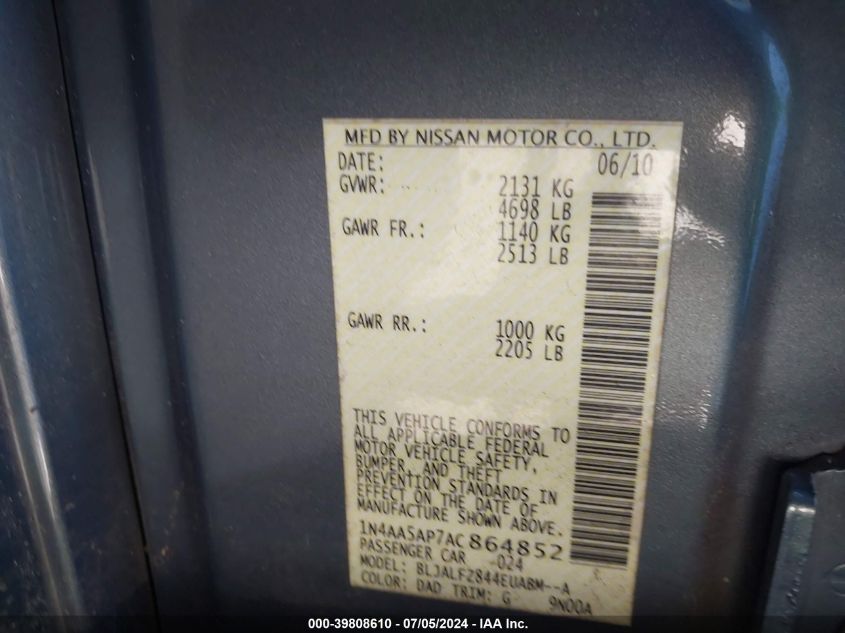 MFD BY NISSAN MOTOR CO., LTD.
DATE: 06/10
GVWR: 2131 KG
4698 LB
GAWR FR.: 1140 KG
2513 LB
GAWR RR.: 1000 KG
2205 LB
THIS VEHICLE CONFORMS TO
ALL APPLICABLE FEDERAL
MOTOR VEHICLE SAFETY,
BUMPER, AND THEFT
PREVENTION STANDARDS IN
EFFECT ON THE DATE OF
MANUFACTURE SHOWN ABOVE.
1N4AA5AP7AC864852
PASSENGER CAR -024
MODEL: BLJALFZ844EUABM--A
COLOR: DAD TRIM: G 9N00A
000-39808610 - 07/05/2024 - IAA Inc.